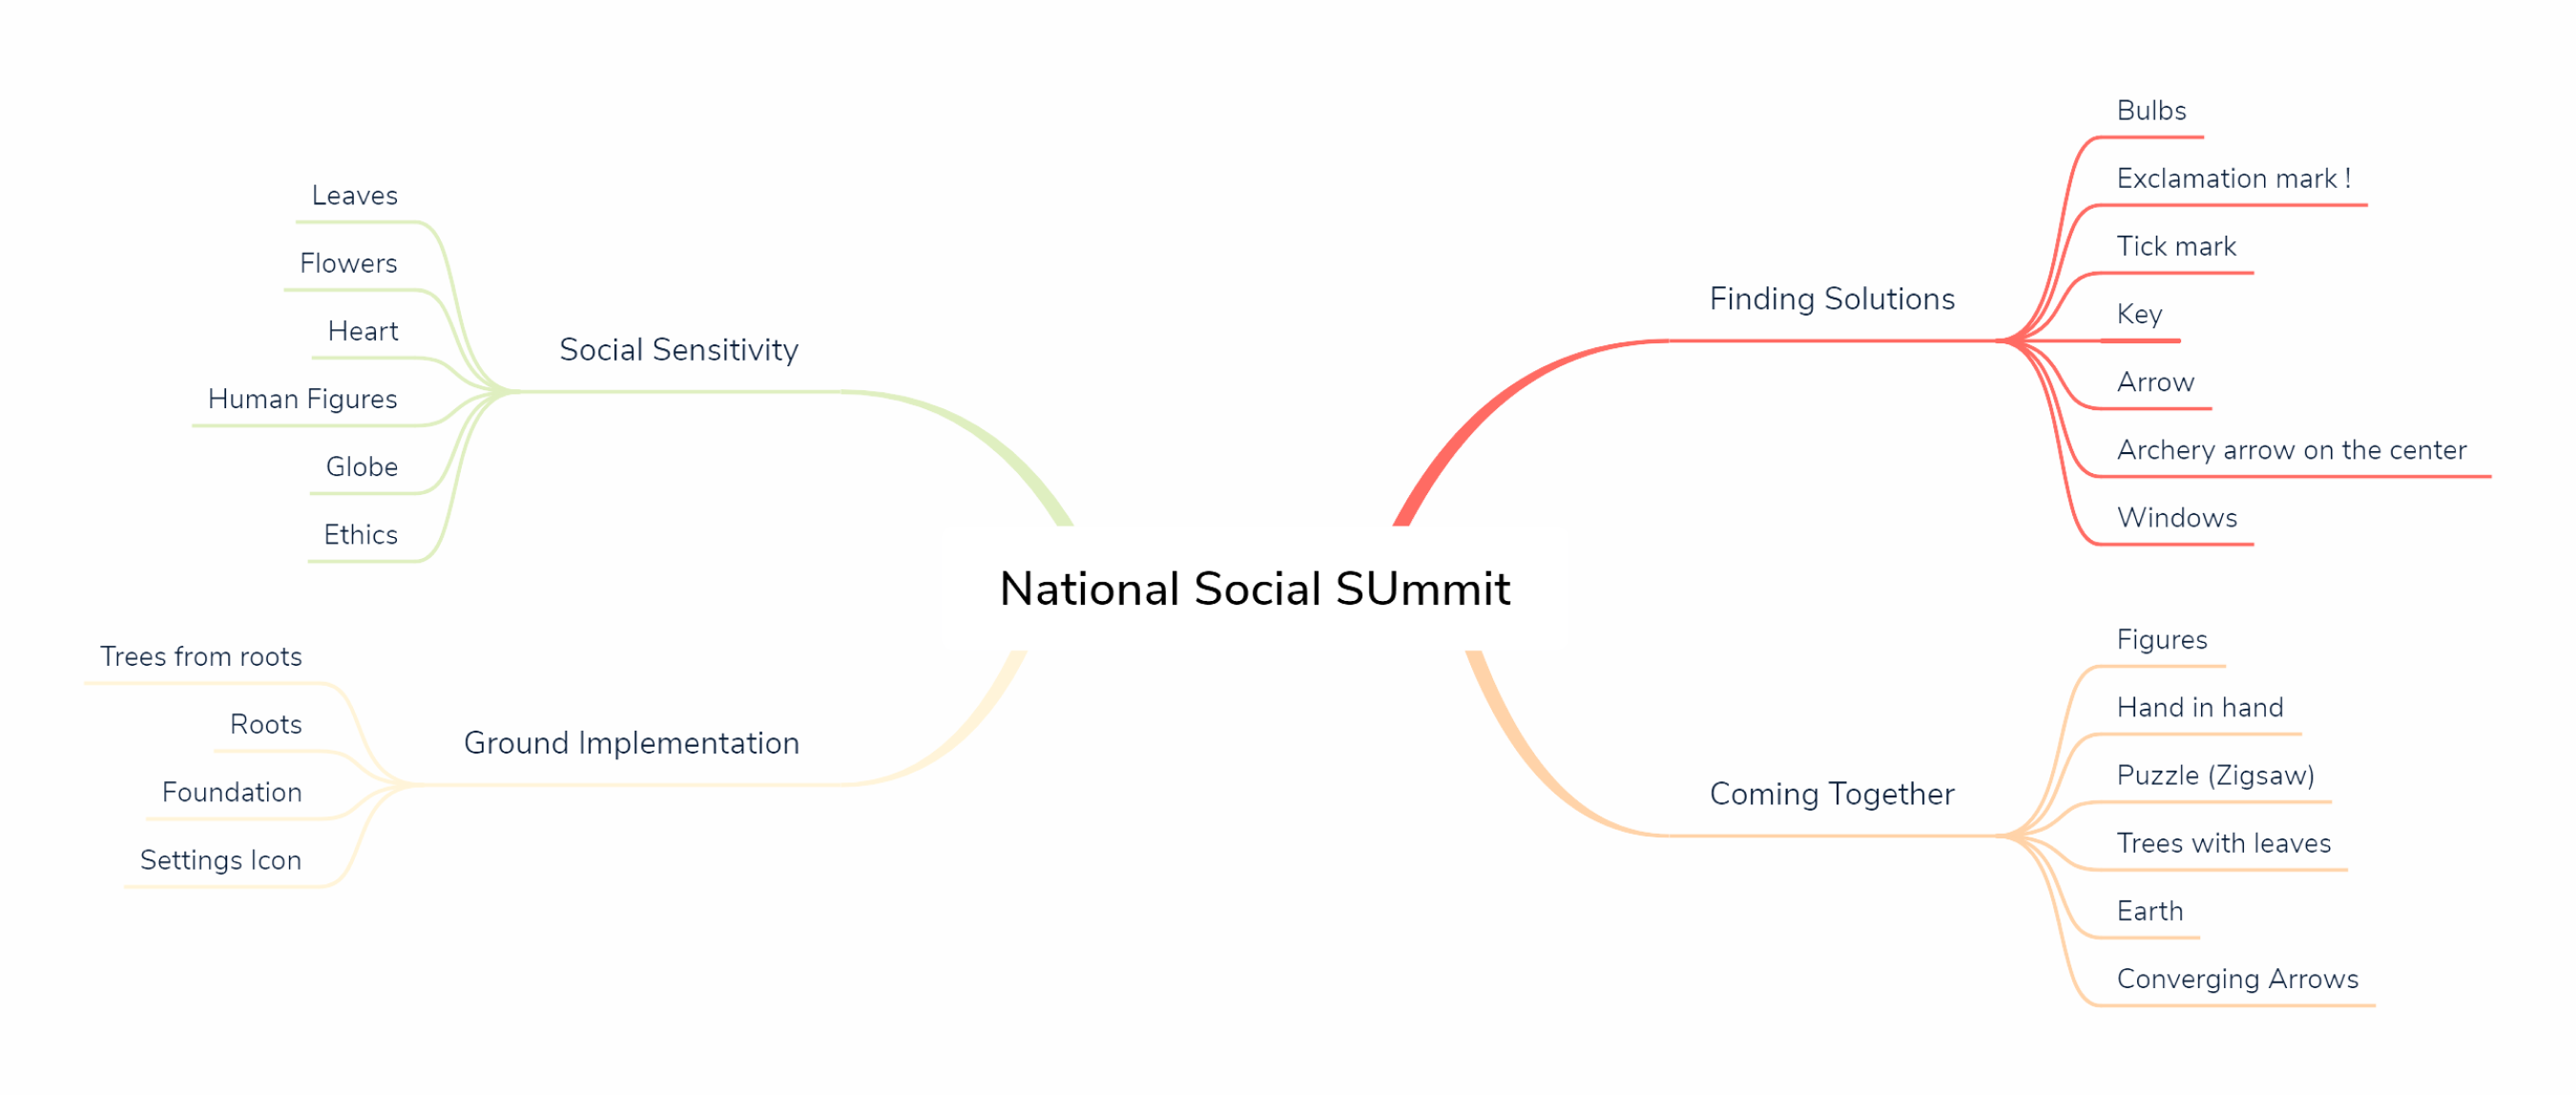 National Social SUmmit
Finding Solutions
Bulbs
Exclamation mark !
Tick mark
Key
Arrow
Archery arrow on the center
Windows
Coming Together
Figures
Hand in hand
Puzzle (Zigsaw)
Trees with leaves
Earth
Converging Arrows
Social Sensitivity
Leaves
Flowers
Heart
Human Figures
Globe
Ethics
Ground Implementation
Trees from roots
Roots
Foundation
Settings Icon